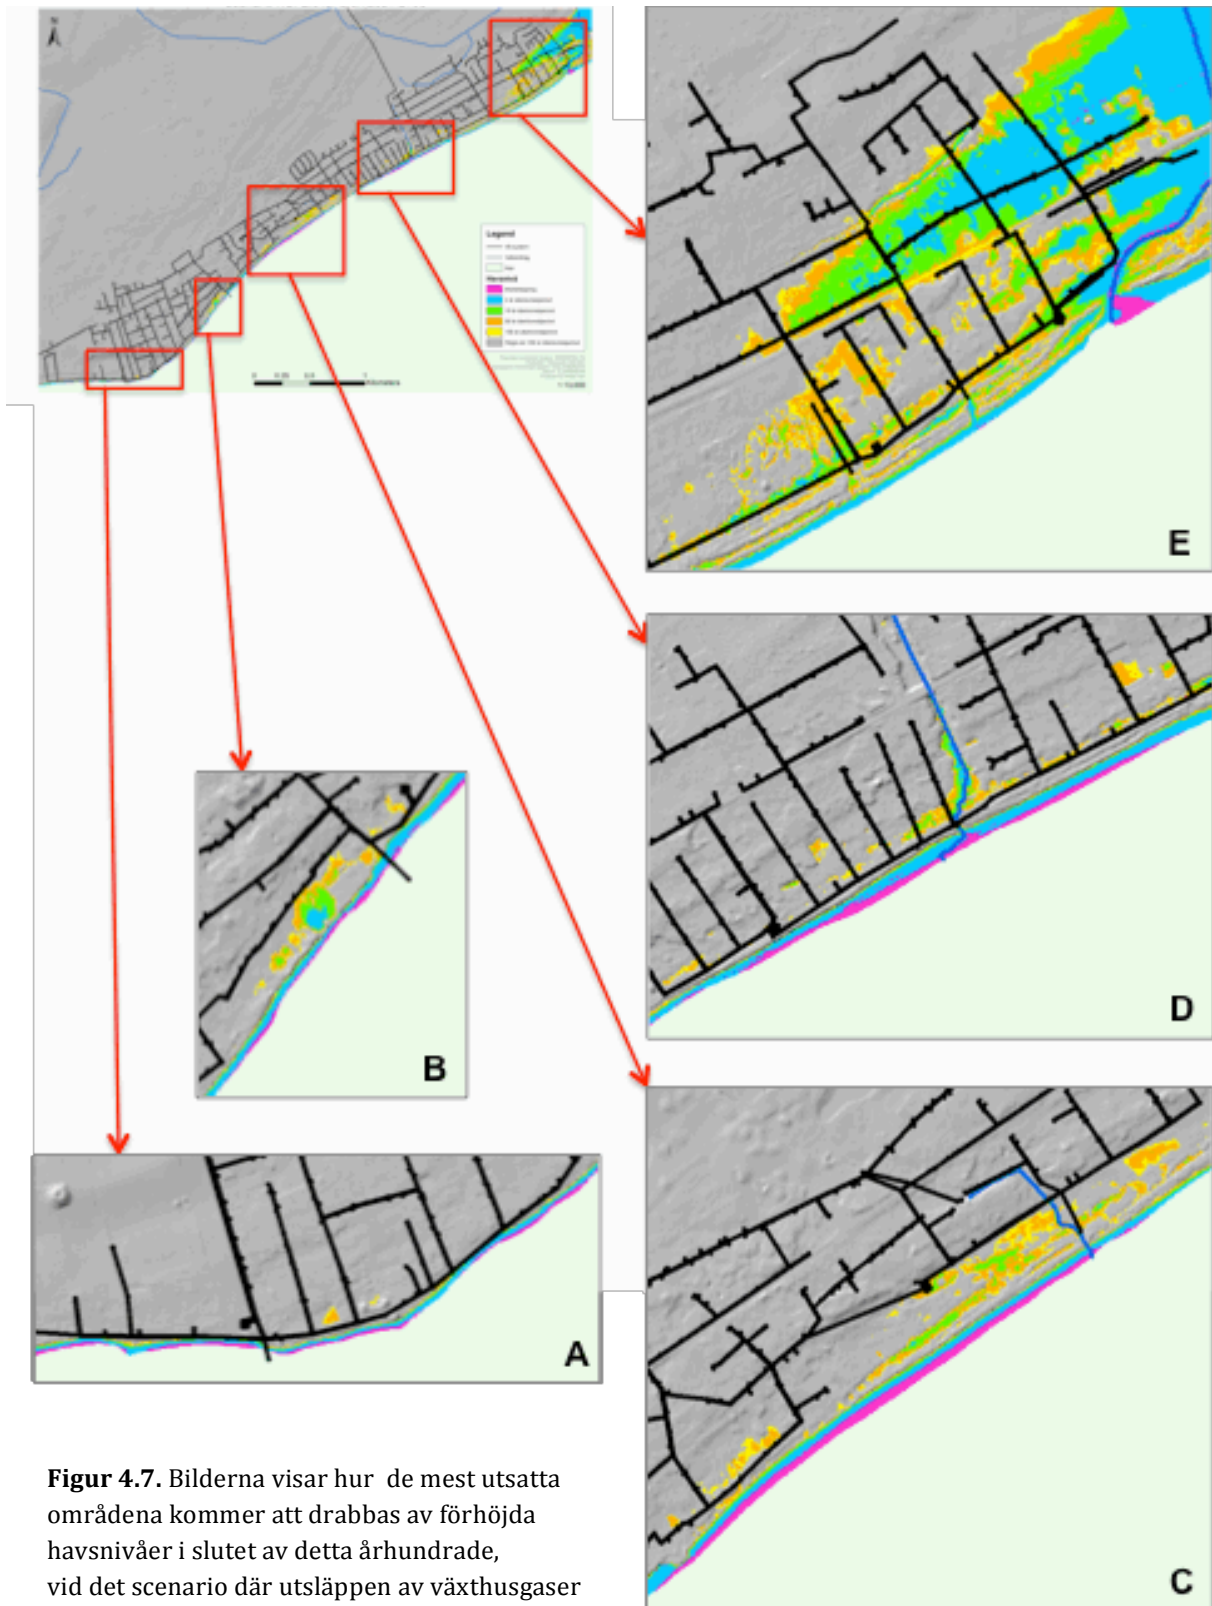 N
Legend
E
D
B
A
C
Figur 4.7. Bilderna visar hur de mest utsatta
områdena kommer att drabbas av förhöjda
havsnivåer i slutet av detta århundrade,
vid det scenario där utsläppen av växthusgaser